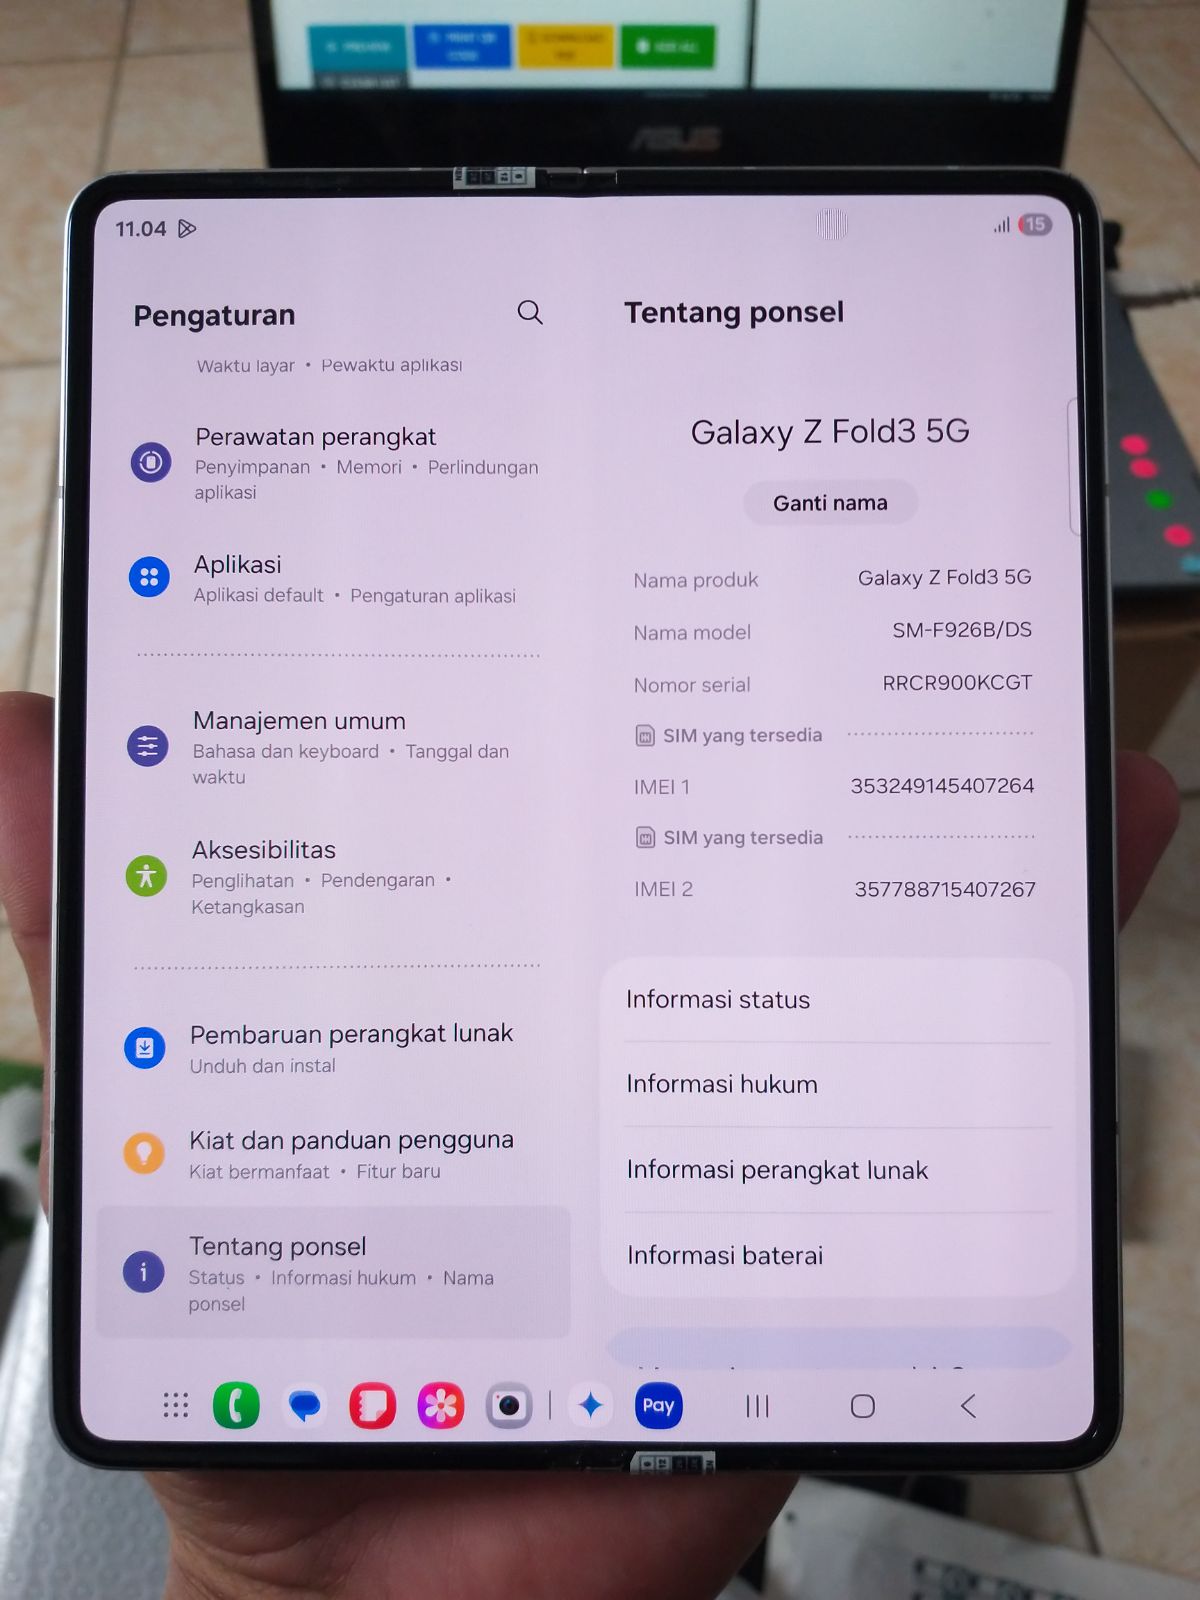 ADD ALL
ASUS
11.04
15
Pengaturan
Waktu layar • Pewaktu aplikasi
Perawatan perangkat
Penyimpanan • Memori • Perlindungan
aplikasi
Aplikasi
Aplikasi default • Pengaturan aplikasi
Manajemen umum
Bahasa dan keyboard • Tanggal dan
waktu
Aksesibilitas
Penglihatan • Pendengaran •
Ketangkasan
Pembaruan perangkat lunak
Unduh dan instal
Kiat dan panduan pengguna
Kiat bermanfaat • Fitur baru
Tentang ponsel
Status • Informasi hukum • Nama
ponsel
Tentang ponsel
Galaxy Z Fold3 5G
Ganti nama
Nama produk Galaxy Z Fold3 5G
Nama model SM-F926B/DS
Nomor serial RRCR900KCGT
SIM yang tersedia
IMEI 1 353249145407264
SIM yang tersedia
IMEI 2 357788715407267
Informasi status
Informasi hukum
Informasi perangkat lunak
Informasi baterai
Pay